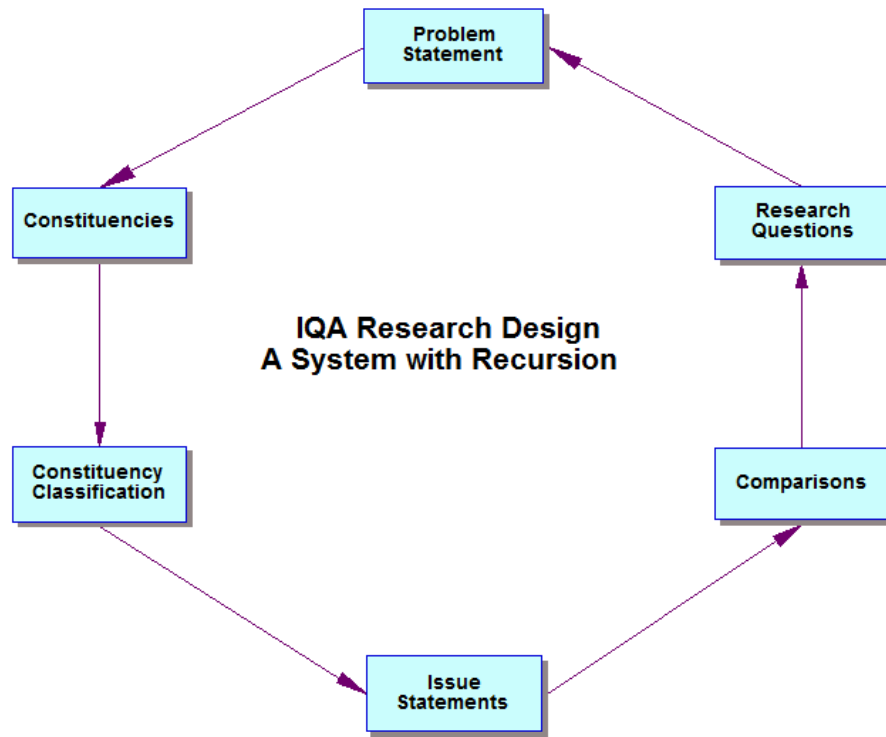 Problem
Statement
Constituencies
Research
Questions
IQA Research Design
A System with Recursion
Constituency
Classification
Comparisons
Issue
Statements